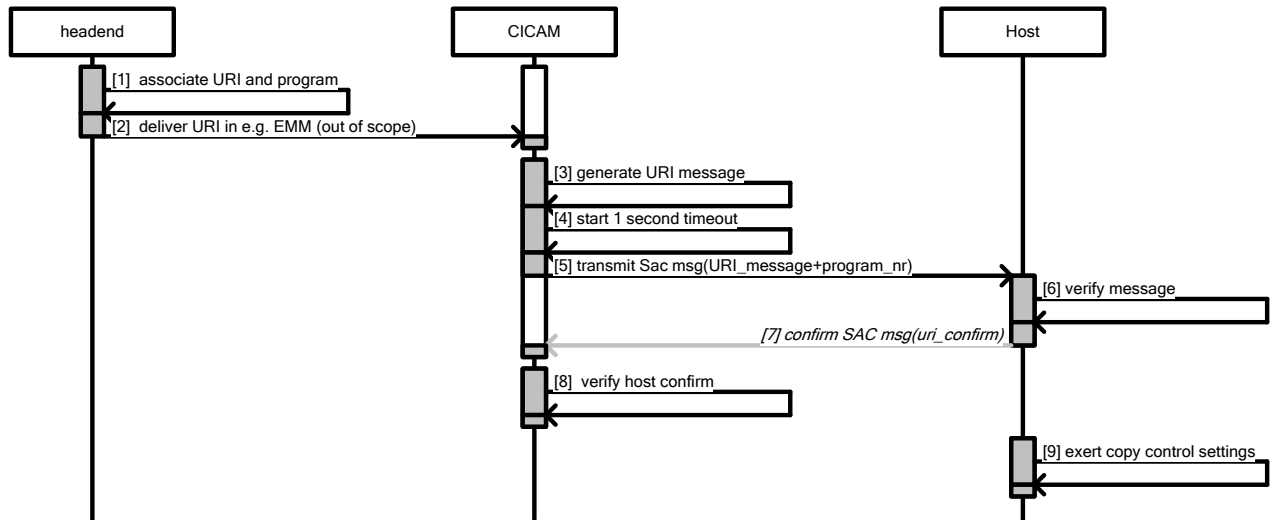 headend
CICAM
Host
[1] associate URI and program
[2] deliver URI in e.g. EMM (out of scope)
[3] generate URI message
[4] start 1 second timeout
[5] transmit Sac msg(URI_message+program_nr)
[6] verify message
[7] confirm SAC msg(uri_confirm)
[8] verify host confirm
[9] exert copy control settings